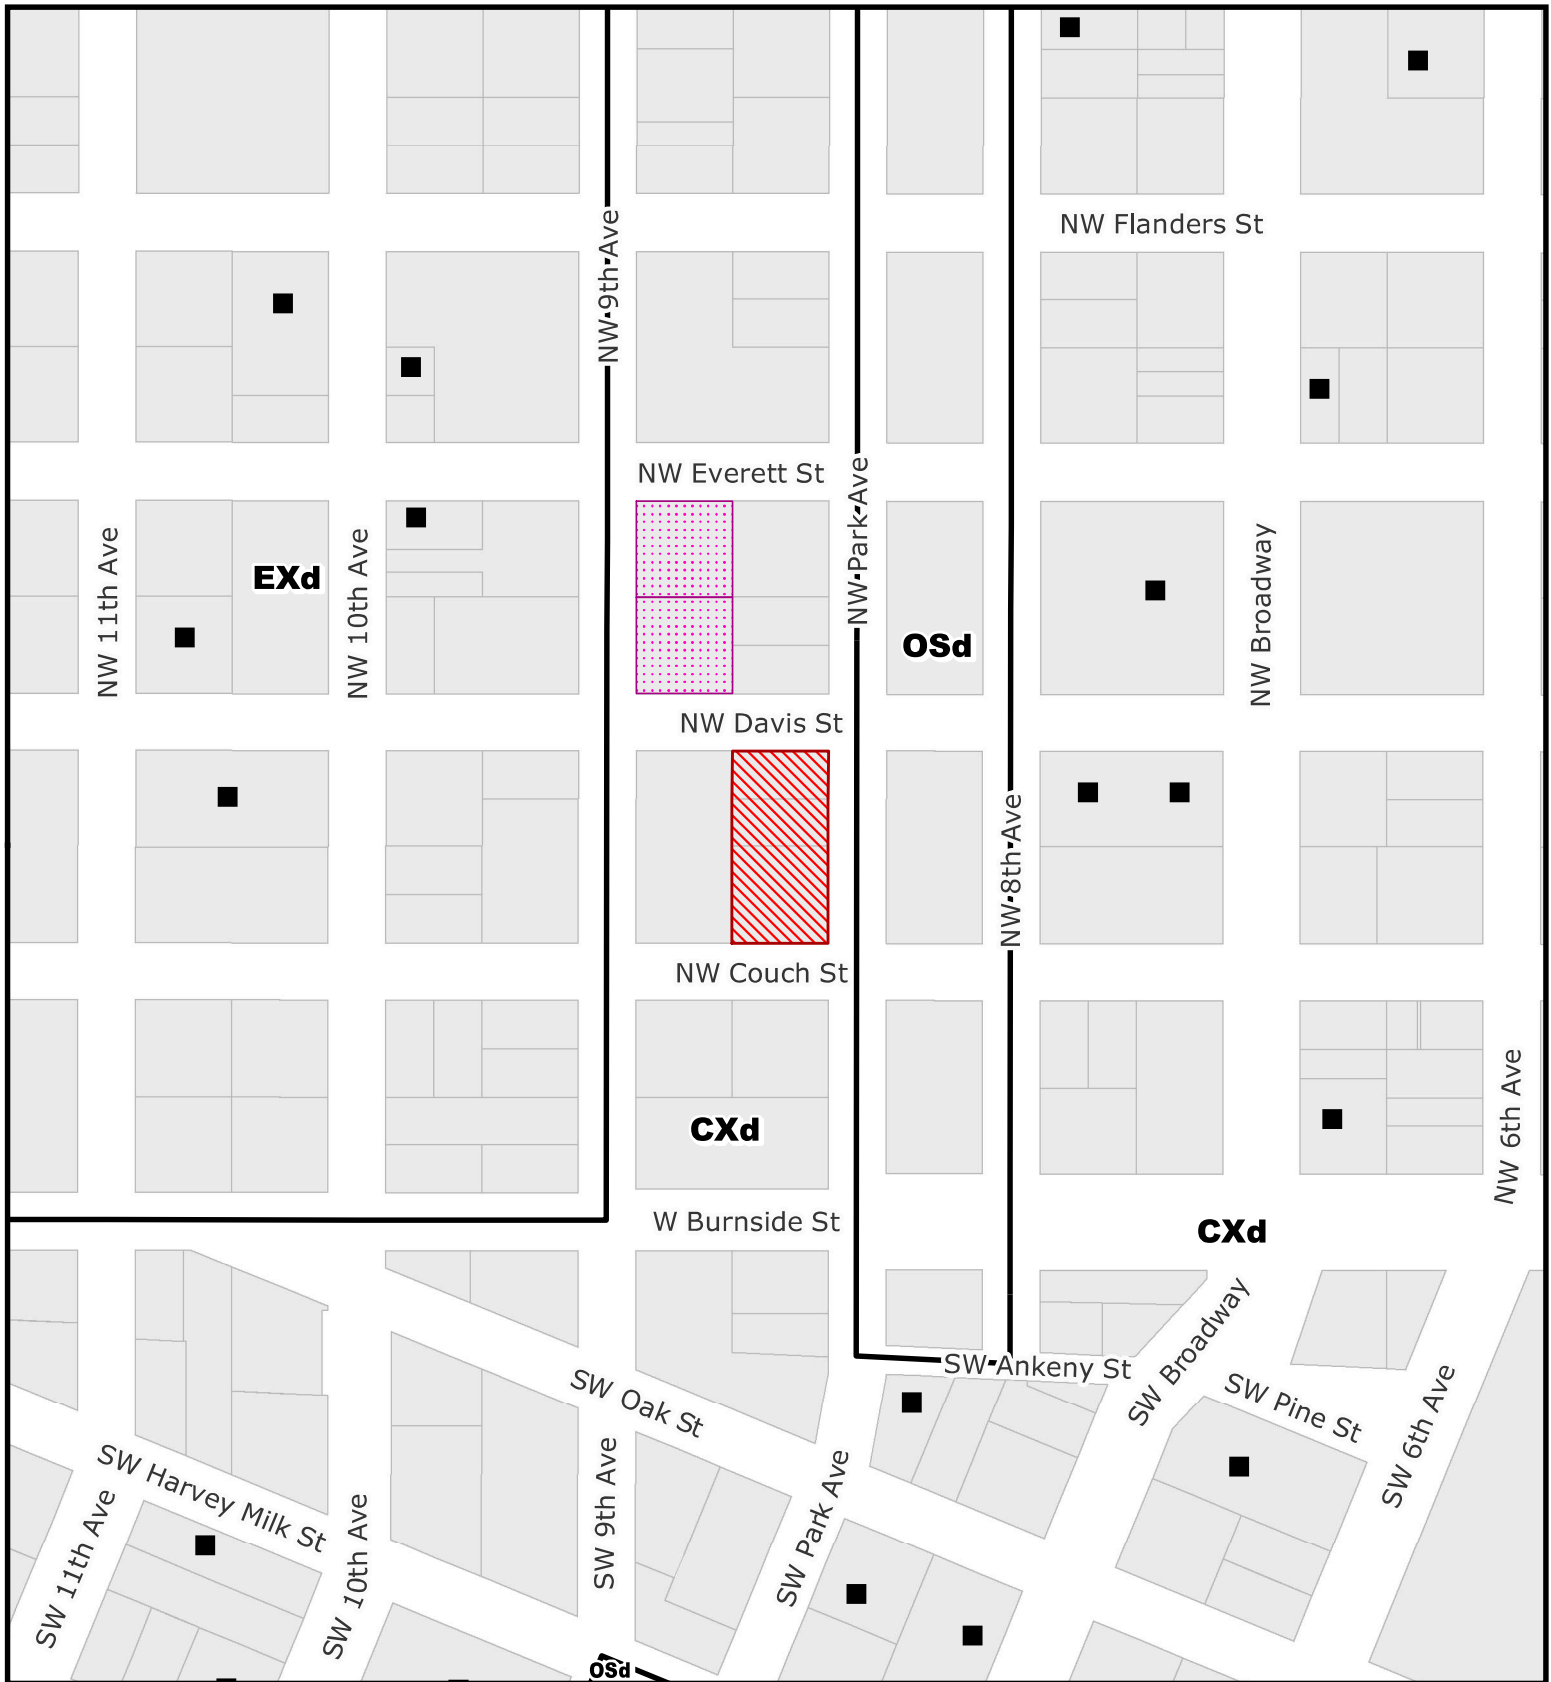 NW Flanders St
NW 9th Ave
NW Everett St
NW Park Ave
NW 11th Ave
NW 10th Ave
EXd
OSd
NW Broadway
NW Davis St
NW 8th Ave
NW Couch St
CXd
NW 6th Ave
W Burnside St
CXd
SW Ankeny St
SW Broadway
SW Oak St
SW Pine St
SW 6th Ave
SW Harvey Milk St
SW 9th Ave
SW Park Ave
SW 11th Ave
SW 10th Ave
OSd